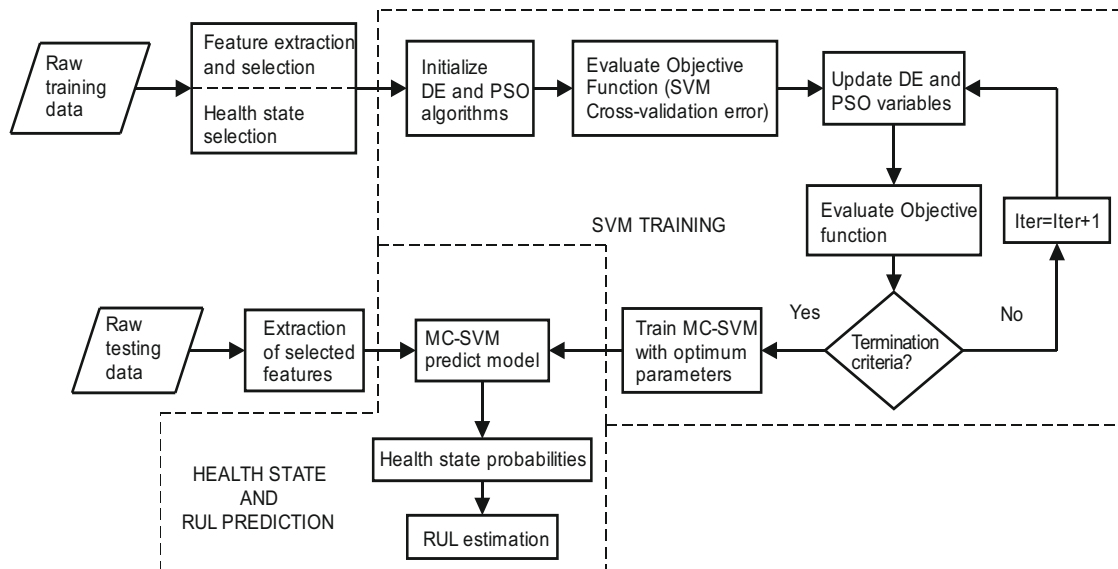 Raw
training
data
Feature extraction
and selection
Health state
selection
Initialize
DE and PSO
algorithms
Evaluate Objective
Function (SVM
Cross-validation error)
Update DE and
PSO variables
Evaluate Objective
function
Iter=Iter+1
SVM TRAINING
Raw
testing
data
Extraction
of selected
features
MC-SVM
predict model
Train MC-SVM
with optimum
parameters
Yes
Termination
criteria?
No
Health state probabilities
RUL estimation
HEALTH STATE
AND
RUL PREDICTION